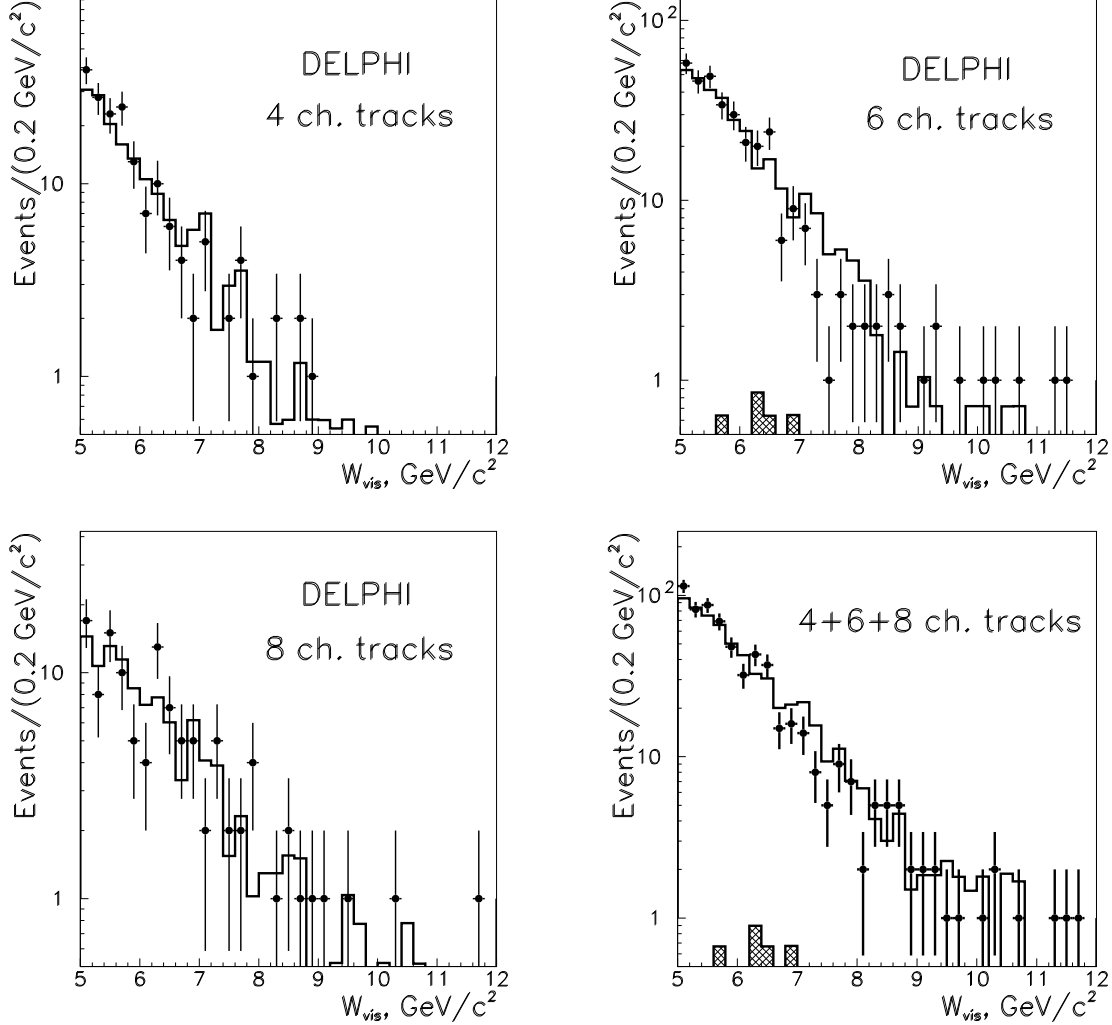 Events/(0.2 GeV/c²)
DELPHI
4 ch. tracks
10
1
5 6 7 8 9 10 11 12
W_vis, GeV/c²
Events/(0.2 GeV/c²)
DELPHI
6 ch. tracks
10²
10
1
5 6 7 8 9 10 11 12
W_vis, GeV/c²
Events/(0.2 GeV/c²)
DELPHI
8 ch. tracks
10
1
5 6 7 8 9 10 11 12
W_vis, GeV/c²
Events/(0.2 GeV/c²)
4+6+8 ch. tracks
10²
10
1
5 6 7 8 9 10 11 12
W_vis, GeV/c²